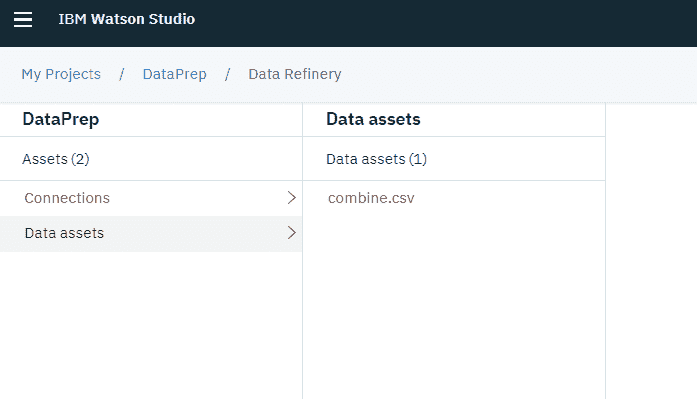 IBM Watson Studio
My Projects / DataPrep / Data Refinery
DataPrep
Assets (2)
Connections
Data assets
Data assets
Data assets (1)
combine.csv